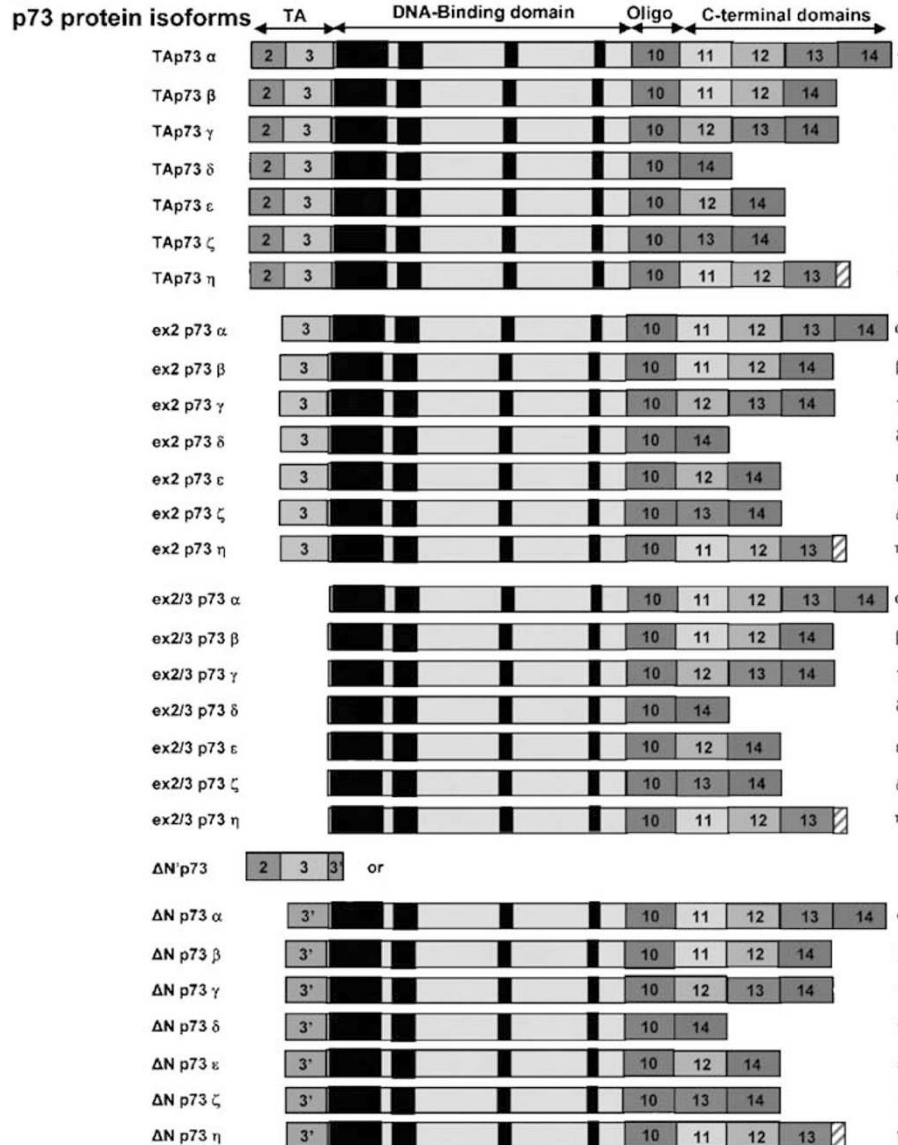 p73 protein isoforms TA DNA-Binding domain Oligo C-terminal domains
TAp73 α 2 3 10 11 12 13 14
TAp73 β 2 3 10 11 12 14
TAp73 γ 2 3 10 12 13 14
TAp73 δ 2 3 10 14
TAp73 ε 2 3 10 12 14
TAp73 ζ 2 3 10 13 14
TAp73 η 2 3 10 11 12 13
ex2 p73 α 3 10 11 12 13 14
ex2 p73 β 3 10 11 12 14
ex2 p73 γ 3 10 12 13 14
ex2 p73 δ 3 10 14
ex2 p73 ε 3 10 12 14
ex2 p73 ζ 3 10 13 14
ex2 p73 η 3 10 11 12 13
ex2/3 p73 α 10 11 12 13 14
ex2/3 p73 β 10 11 12 14
ex2/3 p73 γ 10 12 13 14
ex2/3 p73 δ 10 14
ex2/3 p73 ε 10 12 14
ex2/3 p73 ζ 10 13 14
ex2/3 p73 η 10 11 12 13
ΔN'p73 2 3 3' or
ΔN p73 α 3' 10 11 12 13 14
ΔN p73 β 3' 10 11 12 14
ΔN p73 γ 3' 10 12 13 14
ΔN p73 δ 3' 10 14
ΔN p73 ε 3' 10 12 14
ΔN p73 ζ 3' 10 13 14
ΔN p73 η 3' 10 11 12 13